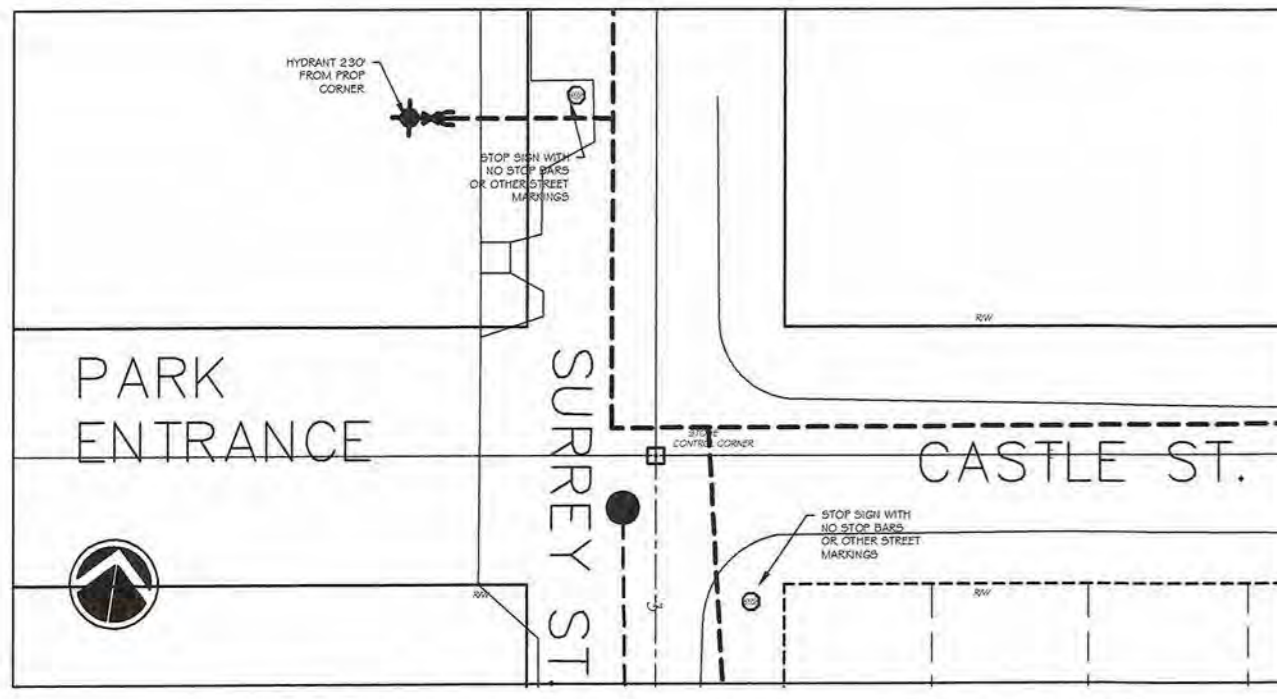 HYDRANT 230'
FROM PROP
CORNER
STOP SIGN WITH
NO STOP BARS
OR OTHER STREET
MARKINGS
R/W
PARK
ENTRANCE
SURREY ST.
CONTROL CORNER
CASTLE ST.
STOP SIGN WITH
NO STOP BARS
OR OTHER STREET
MARKINGS
R/W
R/W